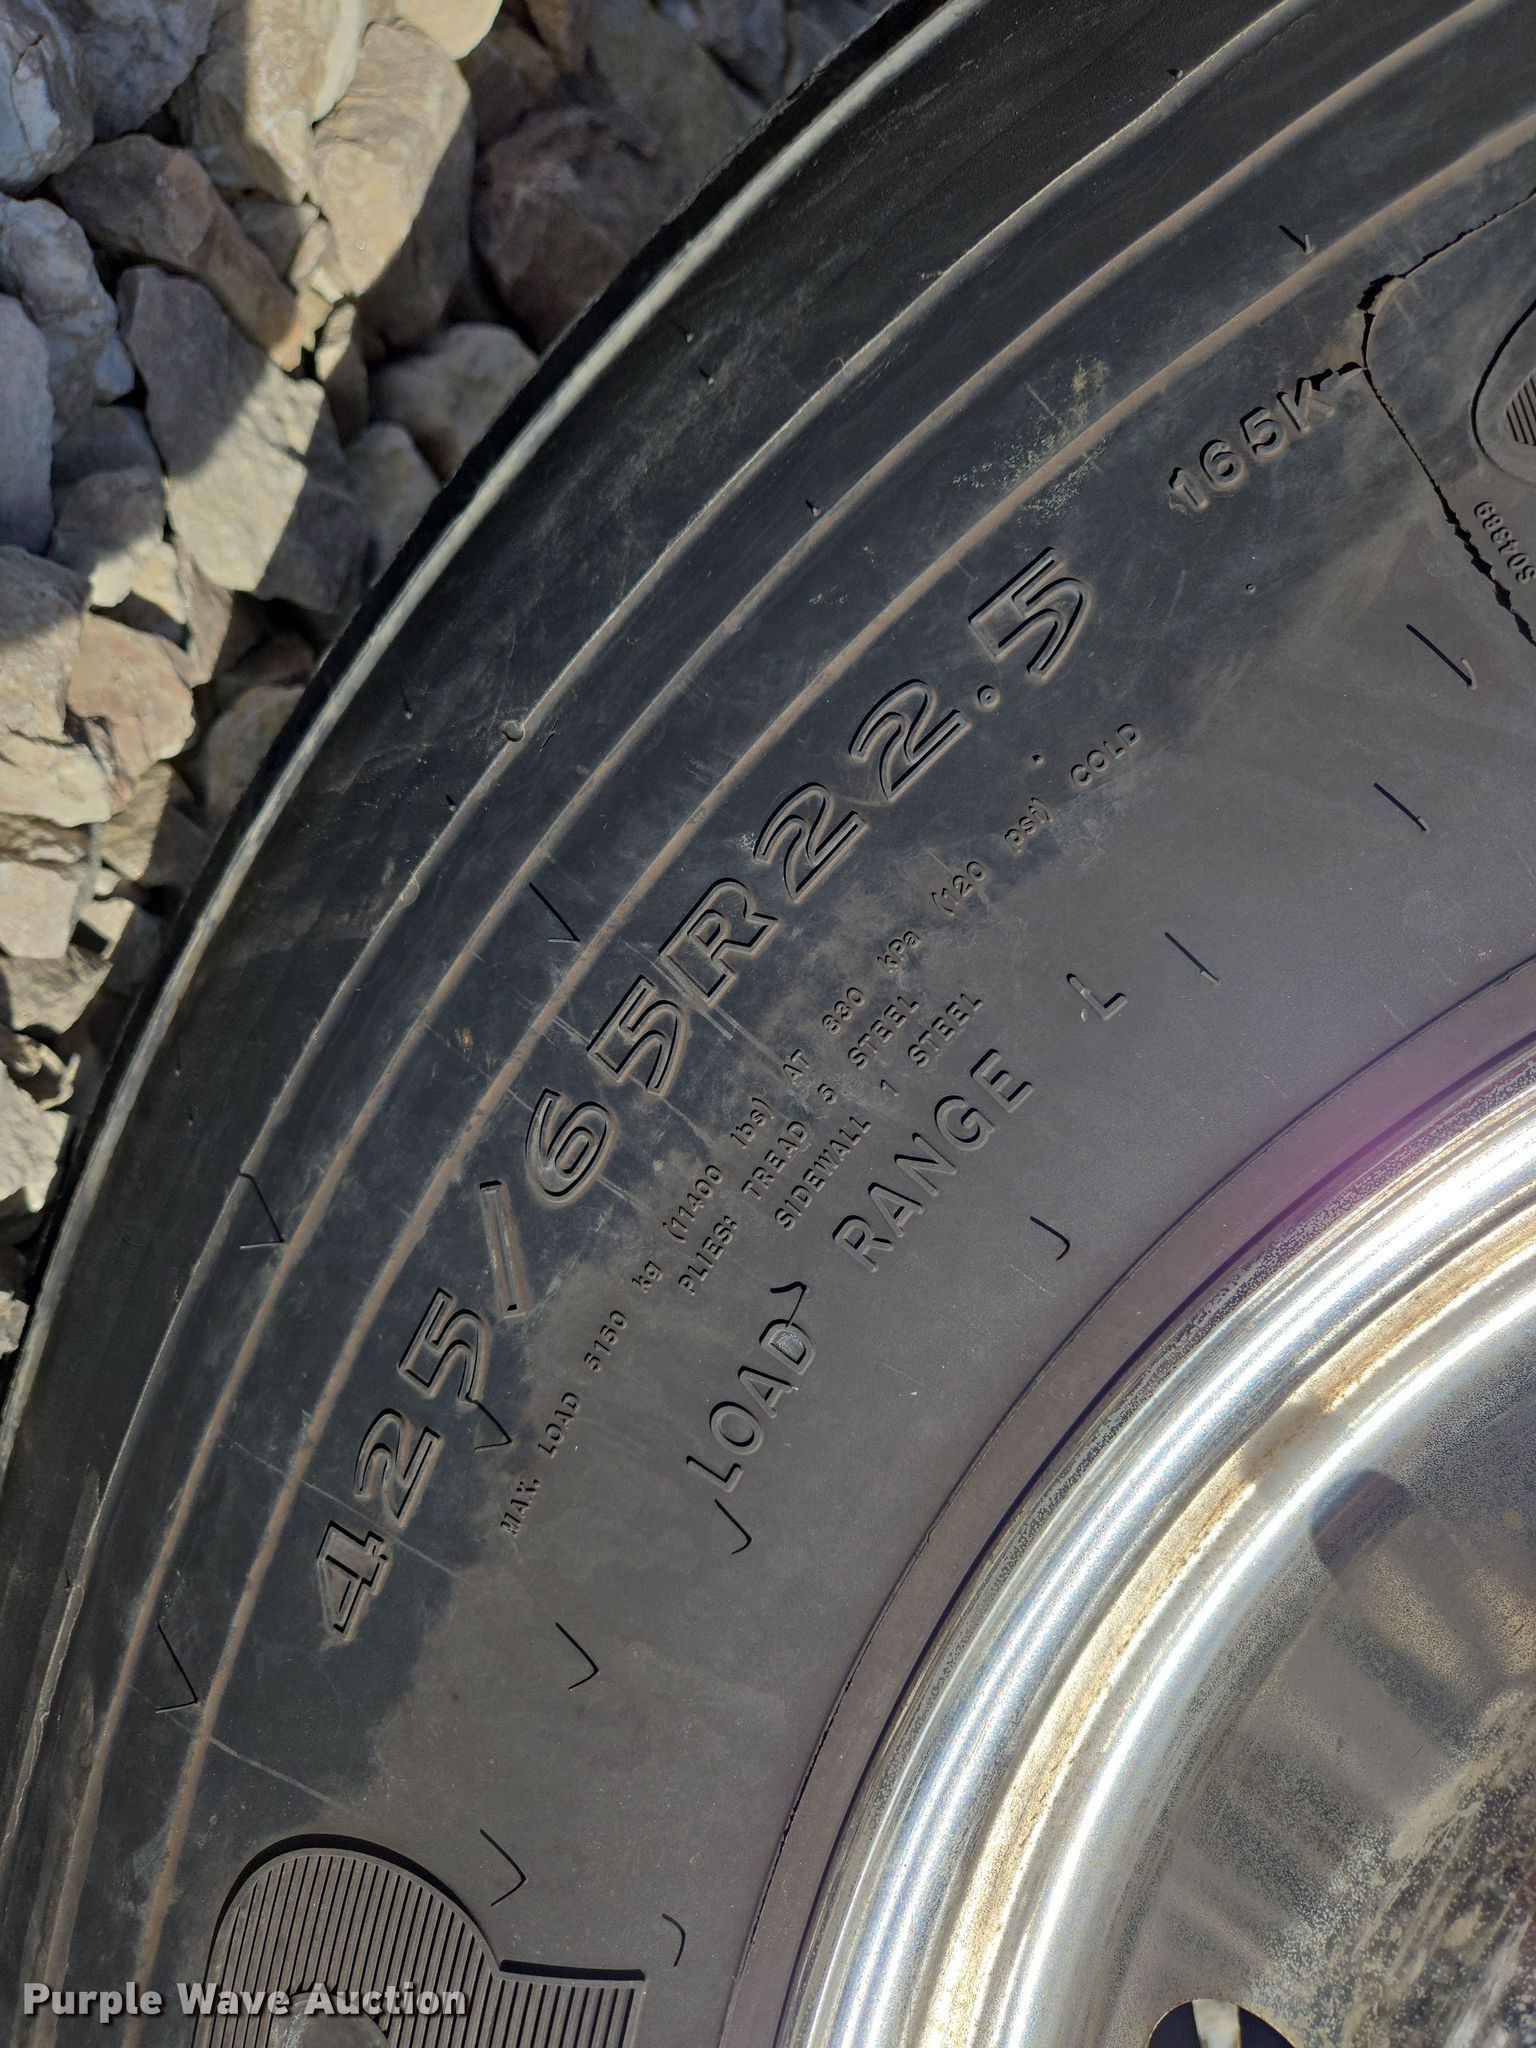 425/65R22.5
165K
MAX. LOAD 5150 kg (11400 lbs) AT 830 kPa (120 psi) COLD
PLIES: TREAD 5 STEEL
SIDEWALL 1 STEEL
LOAD RANGE L
Purple Wave Auction